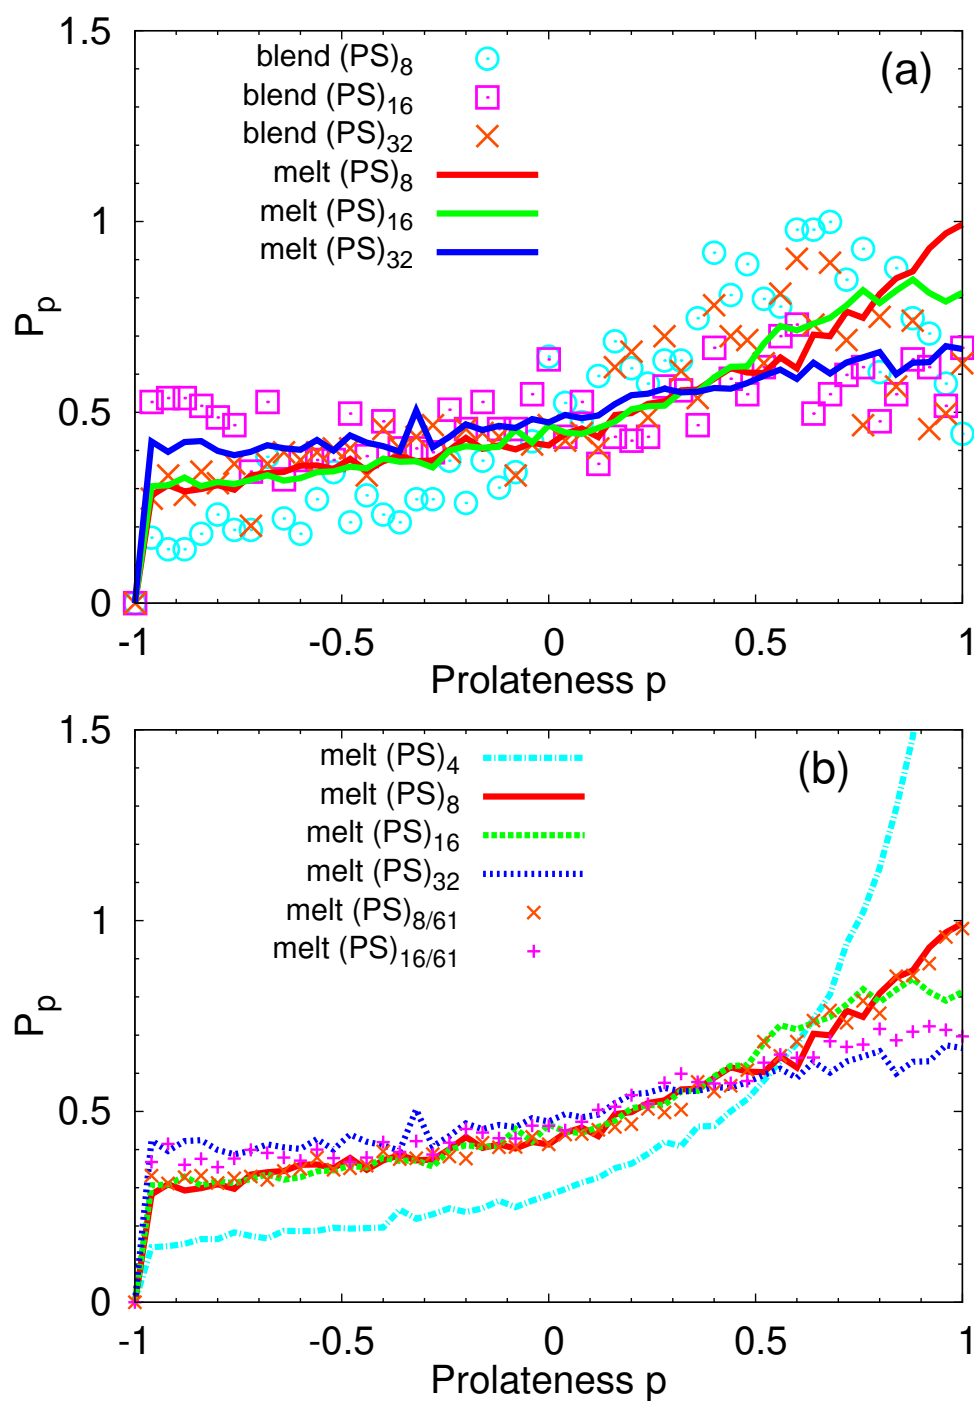 1.5
blend (PS)8
(a)
blend (PS)16
blend (PS)32
melt (PS)8
1
melt (PS)16
melt (PS)32
Pp
0.5
0
-1 -0.5 0 0.5 1
Prolateness p
1.5
melt (PS)4
(b)
melt (PS)8
melt (PS)16
melt (PS)32
1
melt (PS)8/61
melt (PS)16/61
Pp
0.5
0
-1 -0.5 0 0.5 1
Prolateness p